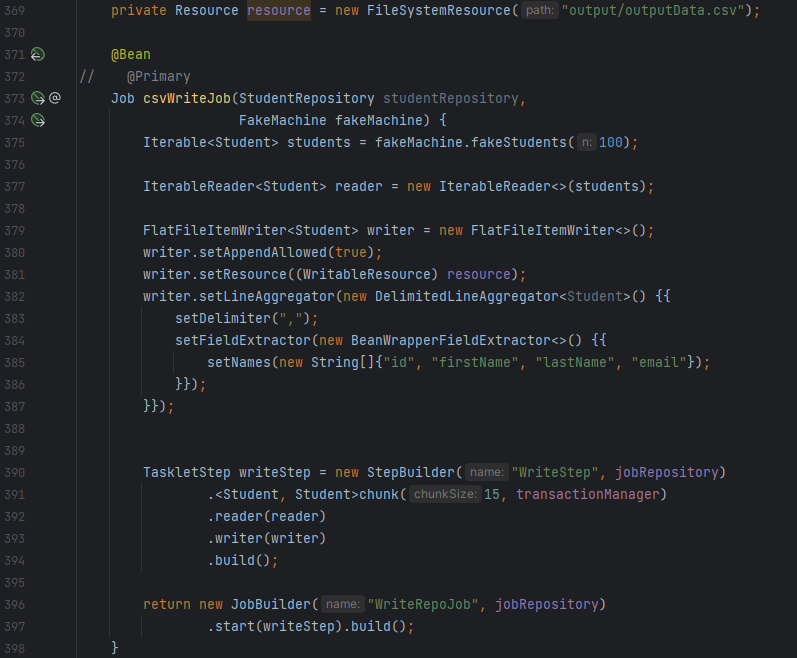 369 private Resource resource = new FileSystemResource( path: "output/outputData.csv");
370
371 @Bean
372 // @Primary
373 @ Job csvWriteJob(StudentRepository studentRepository,
374 FakeMachine fakeMachine) {
375 Iterable<Student> students = fakeMachine.fakeStudents( n: 100);
376
377 IterableReader<Student> reader = new IterableReader<>(students);
378
379 FlatFileItemWriter<Student> writer = new FlatFileItemWriter<>();
380 writer.setAppendAllowed(true);
381 writer.setResource((WritableResource) resource);
382 writer.setLineAggregator(new DelimitedLineAggregator<Student>() {{
383 setDelimiter(",");
384 setFieldExtractor(new BeanWrapperFieldExtractor<>() {{
385 setNames(new String[]{"id", "firstName", "lastName", "email"});
386 }});
387 }});
388
389
390 TaskletStep writeStep = new StepBuilder( name: "WriteStep", jobRepository)
391 .<Student, Student>chunk( chunkSize: 15, transactionManager)
392 .reader(reader)
393 .writer(writer)
394 .build();
395
396 return new JobBuilder( name: "WriteRepoJob", jobRepository)
397 .start(writeStep).build();
398 }